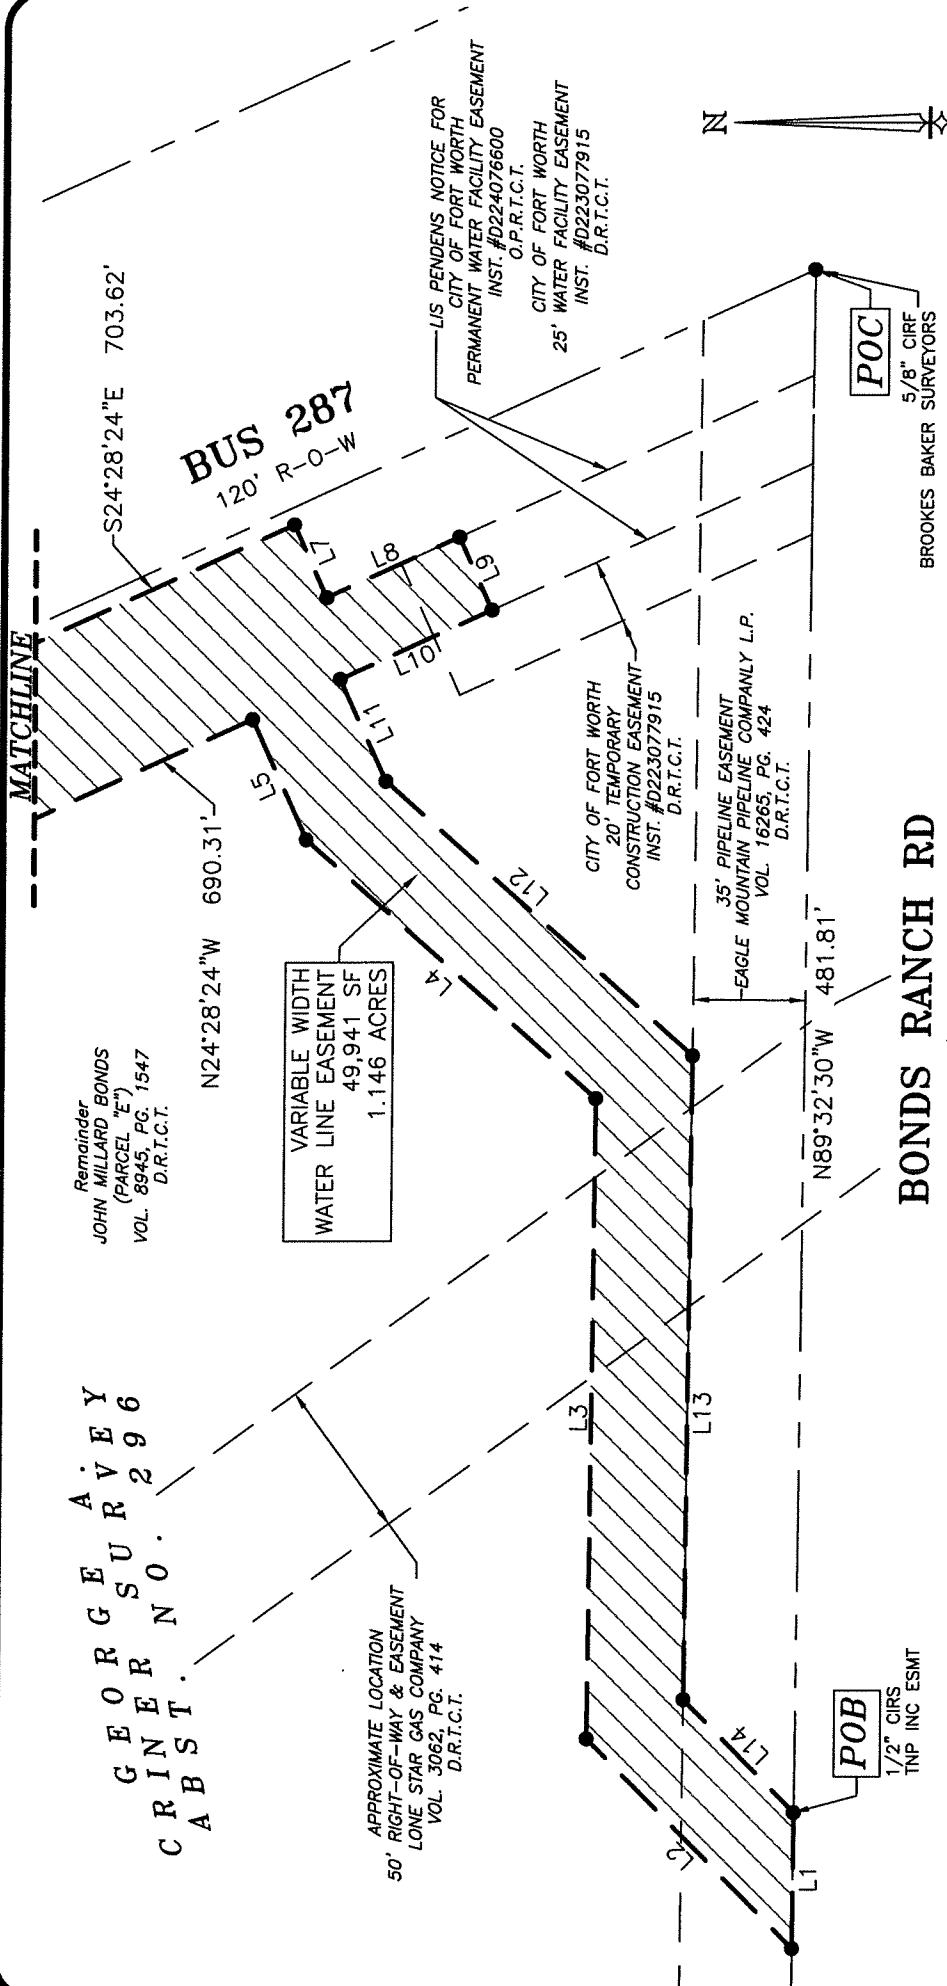 MATCHLINE
S24°28'24"E 703.62'
BUS 287
120' R-O-W
LIS PENDENS NOTICE FOR
CITY OF FORT WORTH
PERMANENT WATER FACILITY EASEMENT
INST. #D224076600
O.P.R.T.C.T.
CITY OF FORT WORTH
25' WATER FACILITY EASEMENT
INST. #D223077915
D.R.T.C.T.
N
POC
5/8" CIRF
BROOKES BAKER SURVEYORS
L7
L8
L9
L10
L11
L5
L12
L4
CITY OF FORT WORTH
20' TEMPORARY
CONSTRUCTION EASEMENT
INST. #D223077915
D.R.T.C.T.
35' PIPELINE EASEMENT
EAGLE MOUNTAIN PIPELINE COMPANLY L.P.
VOL. 16265, PG. 424
D.R.T.C.T.
N24°28'24"W 690.31'
Remainder
JOHN MILLARD BONDS
(PARCEL "E")
VOL. 8945, PG. 1547
D.R.T.C.T.
VARIABLE WIDTH
WATER LINE EASEMENT
49,941 SF
1.146 ACRES
N89°32'30"W 481.81'
BONDS RANCH RD
L3
L13
GEORGE A.
CRINER SURVEY
ABST. NO. 296
APPROXIMATE LOCATION
50' RIGHT-OF-WAY & EASEMENT
LONE STAR GAS COMPANY
VOL. 3062, PG. 414
D.R.T.C.T.
L14
L2
L1
POB
1/2" CIRS
TNP INC ESMT